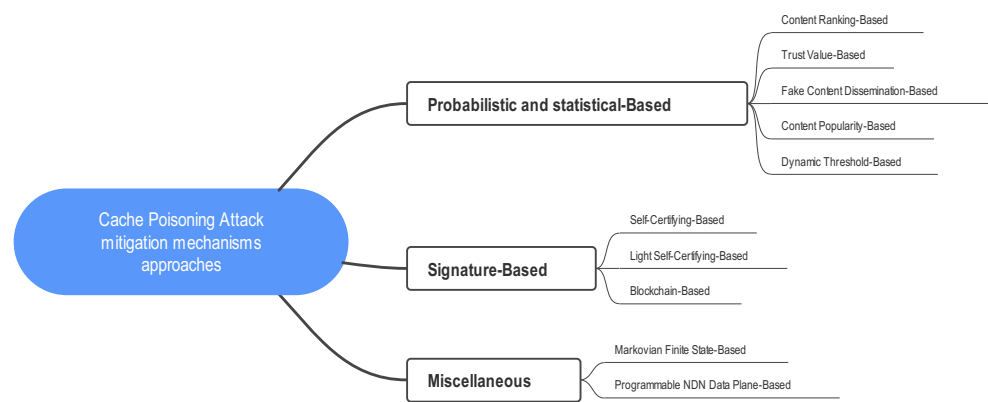 Cache Poisoning Attack
mitigation mechanisms
approaches
Probabilistic and statistical-Based
Content Ranking-Based
Trust Value-Based
Fake Content Dissemination-Based
Content Popularity-Based
Dynamic Threshold-Based
Signature-Based
Self-Certifying-Based
Light Self-Certifying-Based
Blockchain-Based
Miscellaneous
Markovian Finite State-Based
Programmable NDN Data Plane-Based